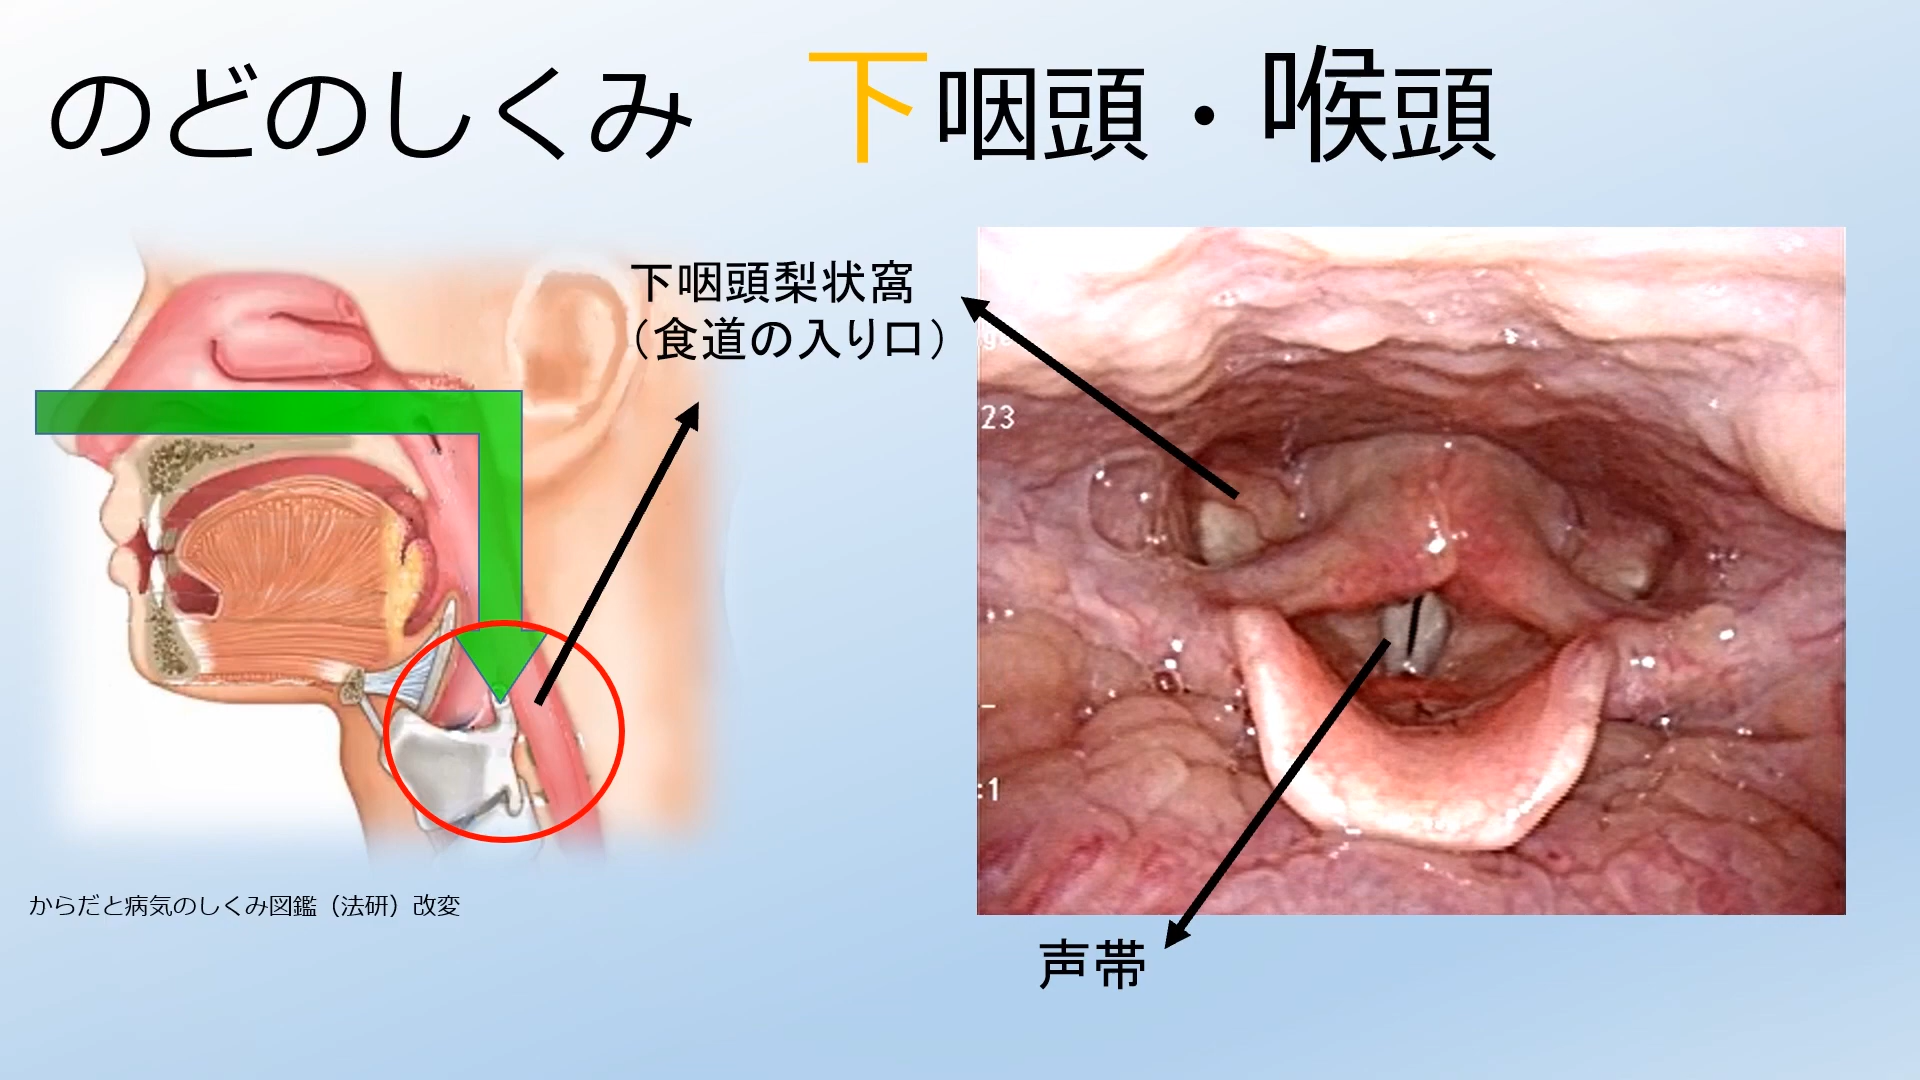 のどのしくみ　下咽頭・喉頭
下咽頭梨状窩
（食道の入り口）
23
:1
声帯
からだと病気のしくみ図鑑（法研）改変